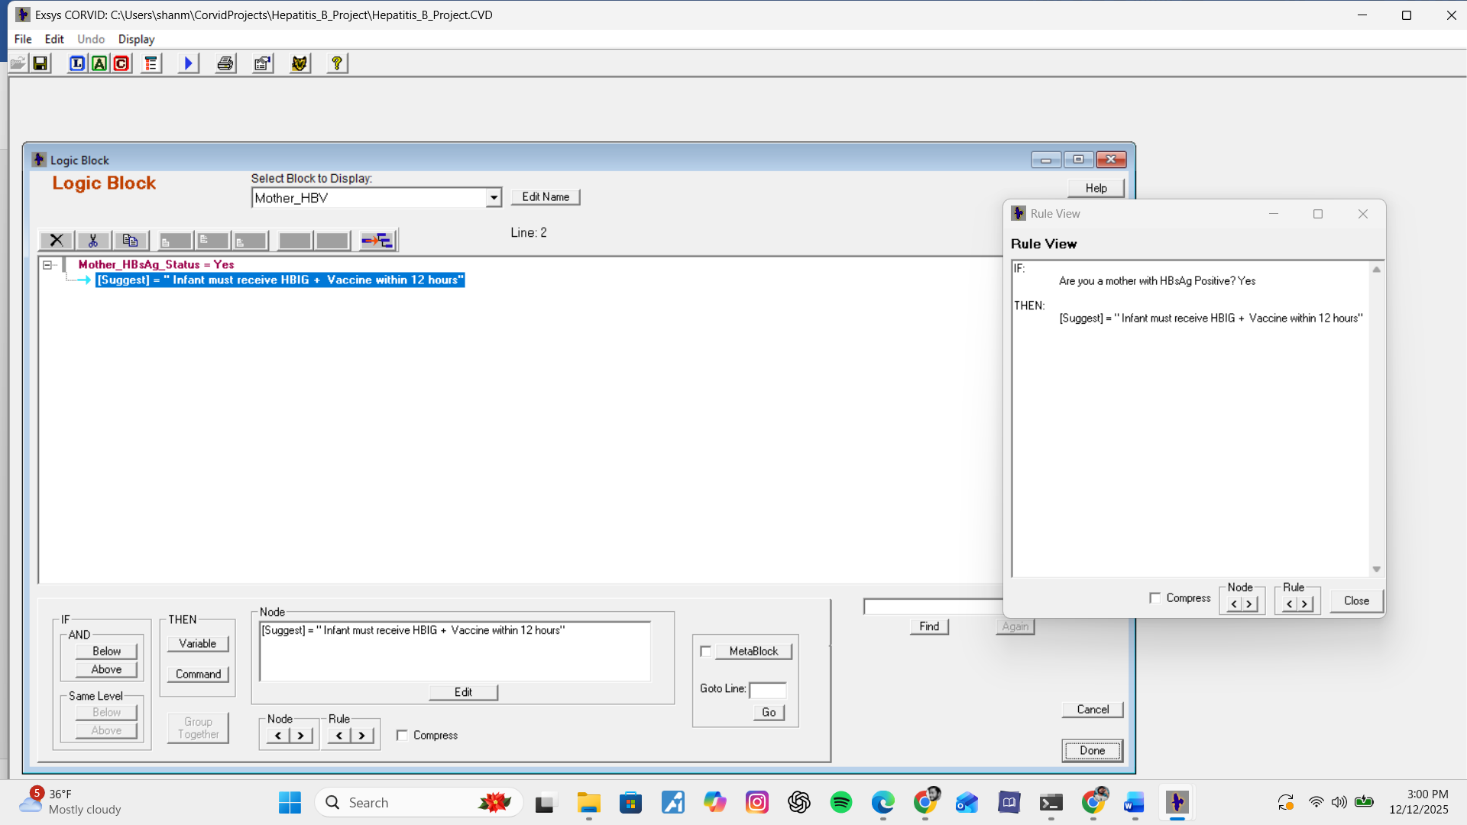 Exsys CORVID: C:\Users\shanm\CorvidProjects\Hepatitis_B_Project\Hepatitis_B_Project.CVD
File Edit Undo Display
L A C
Logic Block
Logic Block
Select Block to Display:
Mother_HBV
Edit Name
Help
Line: 2
Mother_HBsAg_Status = Yes
[Suggest] = " Infant must receive HBIG + Vaccine within 12 hours"
Rule View
Rule View
IF:
Are you a mother with HBsAg Positive? Yes
THEN:
[Suggest] = " Infant must receive HBIG + Vaccine within 12 hours"
Compress
Node
< >
Rule
< >
Close
IF
AND
Below
Above
Same Level
Below
Above
THEN
Variable
Command
Group
Together
Node
[Suggest] = " Infant must receive HBIG + Vaccine within 12 hours"
Edit
Node
< >
Rule
< >
Compress
MetaBlock
Goto Line:
Go
Find
Again
Cancel
Done
5
36°F
Mostly cloudy
Search
3:00 PM
12/12/2025